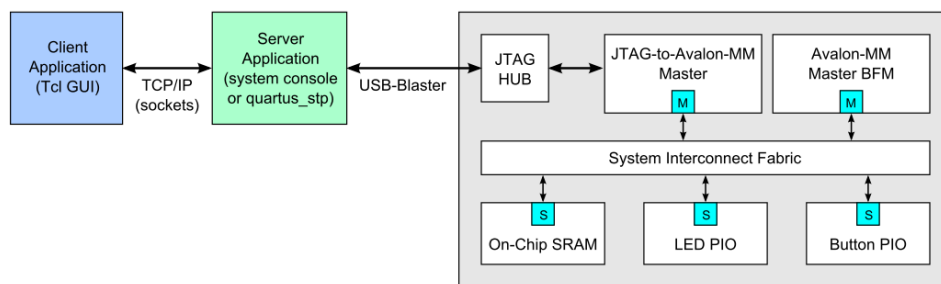 Client
Application
(Tcl GUI)
TCP/IP
(sockets)
Server
Application
(system console
or quartus_stp)
USB-Blaster
JTAG
HUB
JTAG-to-Avalon-MM
Master
M
Avalon-MM
Master BFM
M
System Interconnect Fabric
S
On-Chip SRAM
S
LED PIO
S
Button PIO